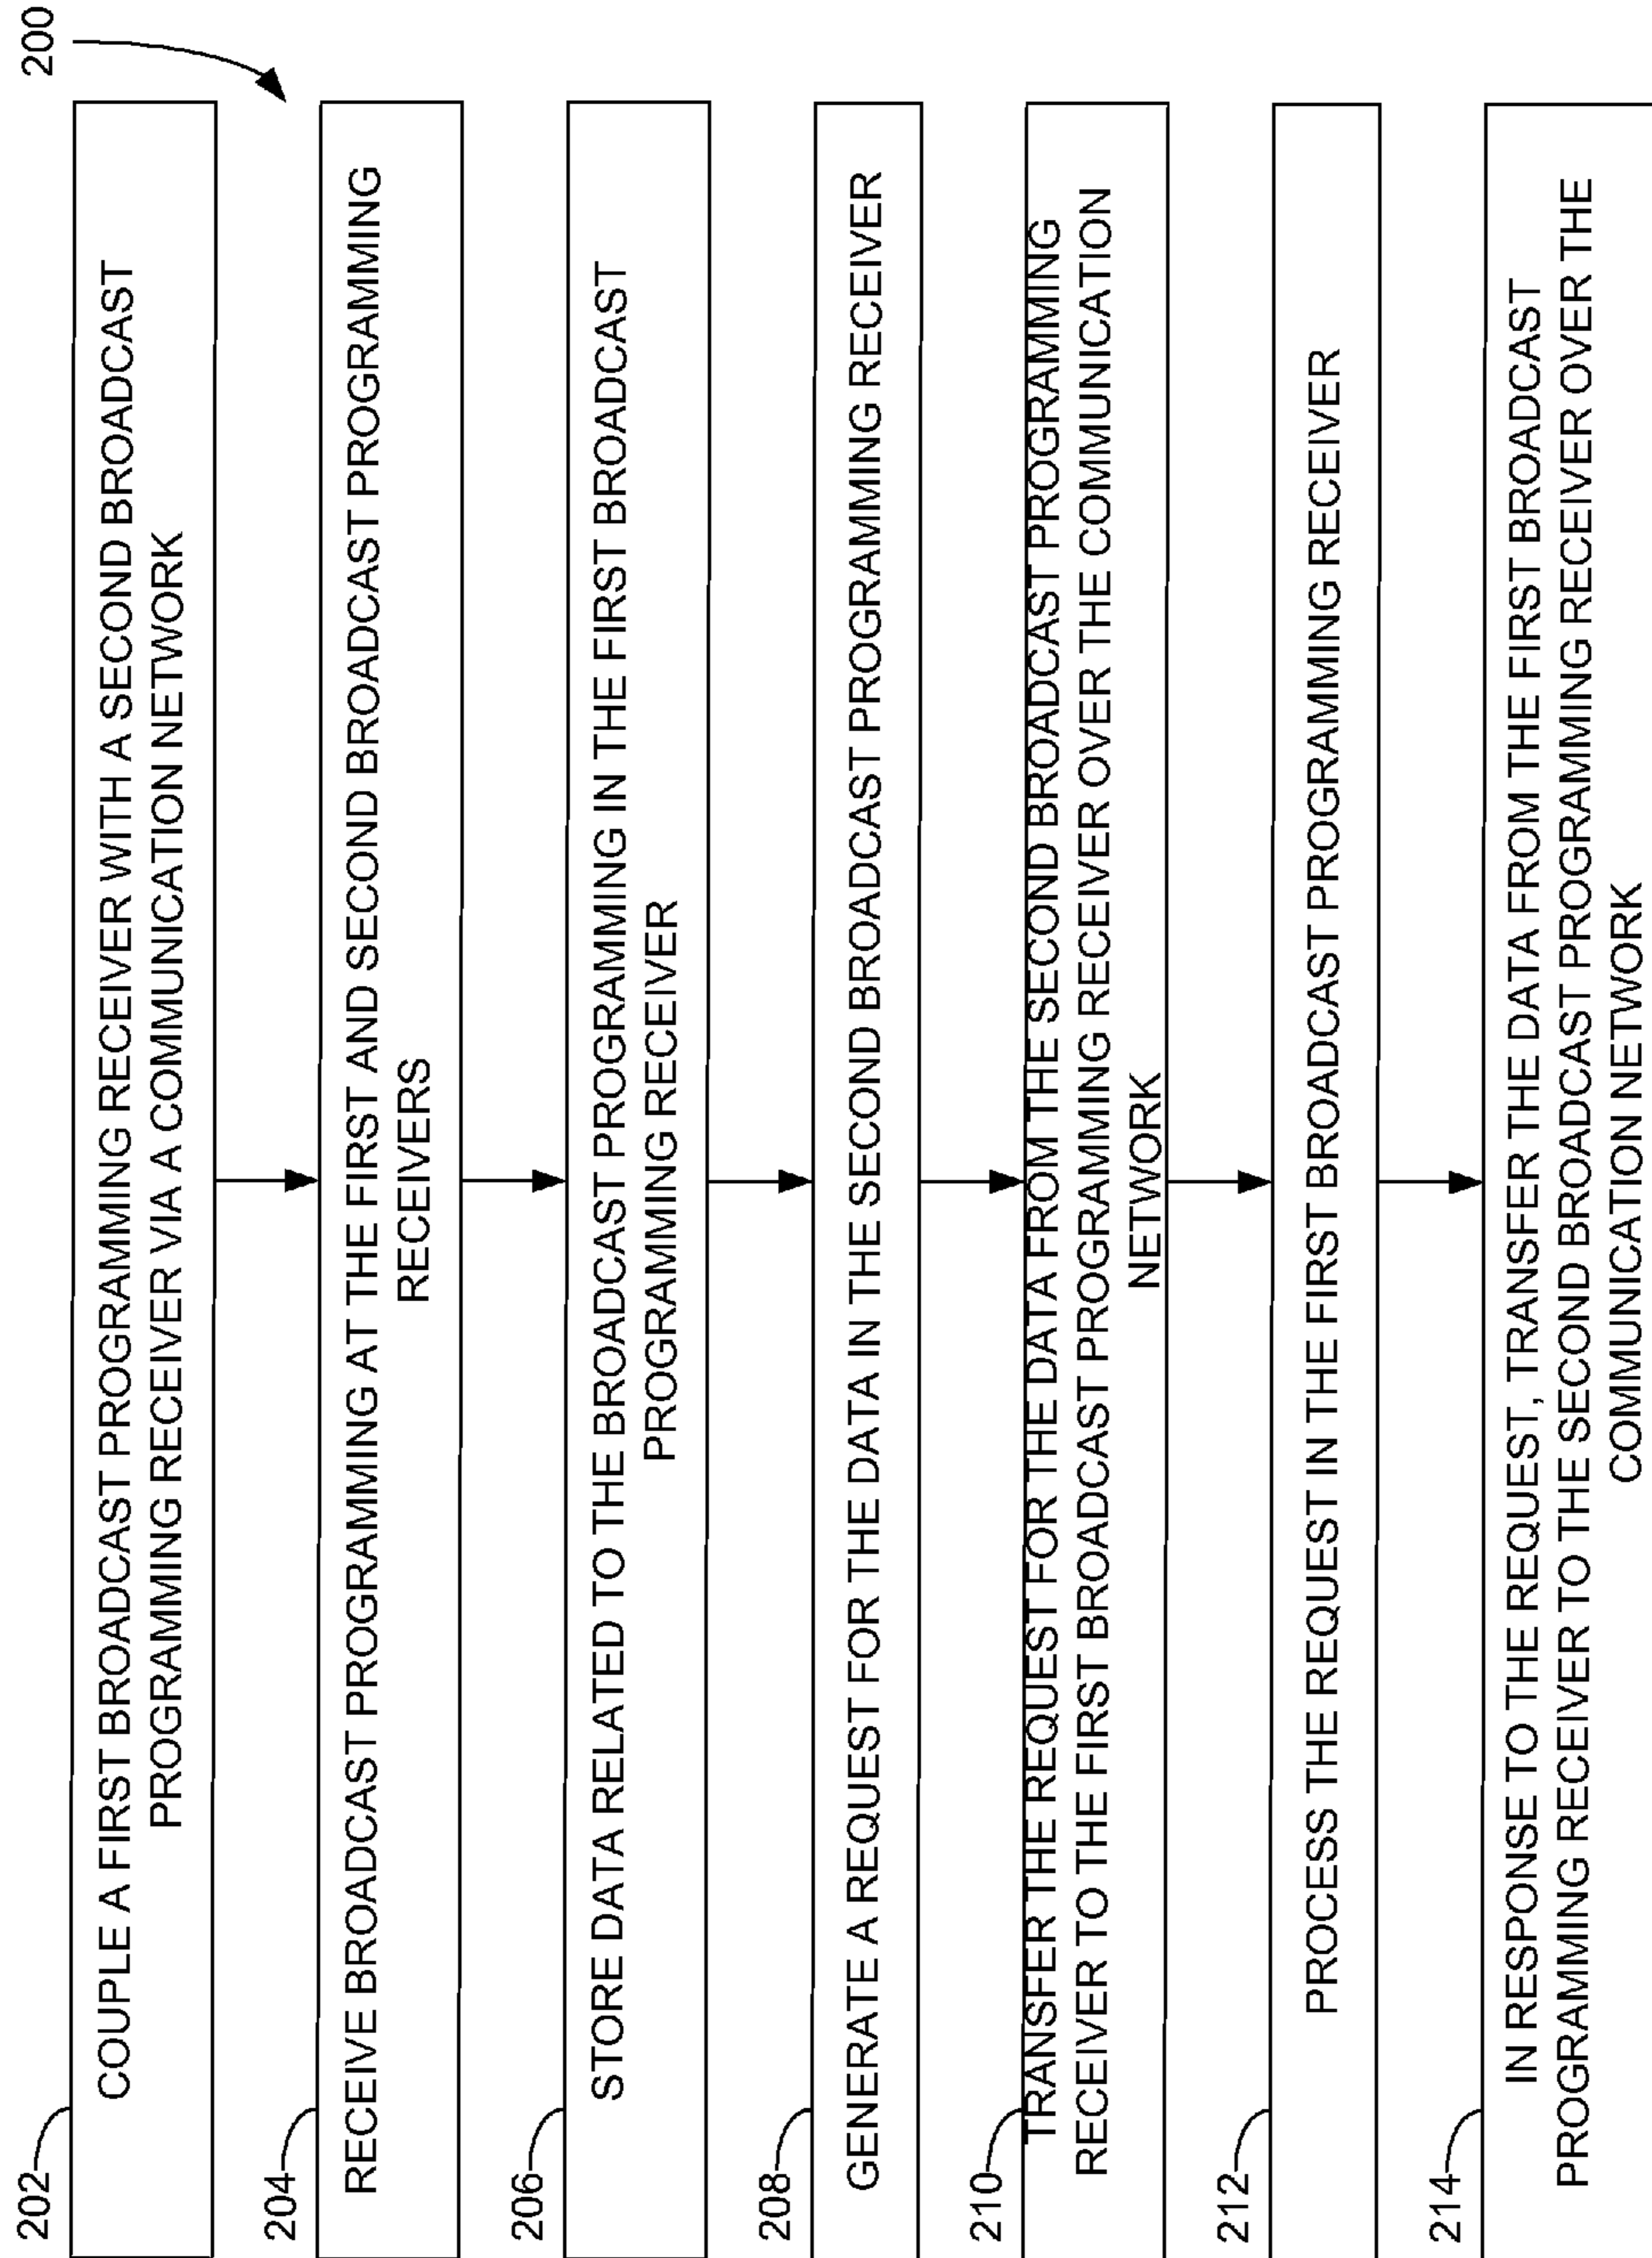 200
202
COUPLE A FIRST BROADCAST PROGRAMMING RECEIVER WITH A SECOND BROADCAST
PROGRAMMING RECEIVER VIA A COMMUNICATION NETWORK
204
RECEIVE BROADCAST PROGRAMMING AT THE FIRST AND SECOND BROADCAST PROGRAMMING
RECEIVERS
206
STORE DATA RELATED TO THE BROADCAST PROGRAMMING IN THE FIRST BROADCAST
PROGRAMMING RECEIVER
208
GENERATE A REQUEST FOR THE DATA IN THE SECOND BROADCAST PROGRAMMING RECEIVER
210
TRANSFER THE REQUEST FOR THE DATA FROM THE SECOND BROADCAST PROGRAMMING
RECEIVER TO THE FIRST BROADCAST PROGRAMMING RECEIVER OVER THE COMMUNICATION
NETWORK
212
PROCESS THE REQUEST IN THE FIRST BROADCAST PROGRAMMING RECEIVER
214
IN RESPONSE TO THE REQUEST, TRANSFER THE DATA FROM THE FIRST BROADCAST
PROGRAMMING RECEIVER TO THE SECOND BROADCAST PROGRAMMING RECEIVER OVER THE
COMMUNICATION NETWORK